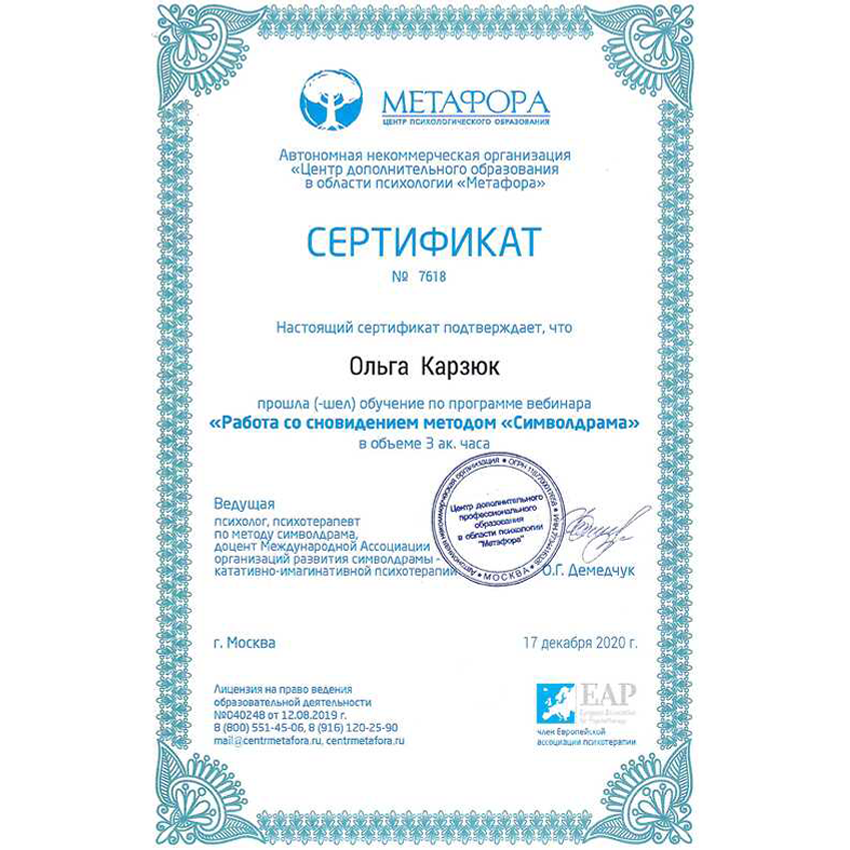 МЕТАФОРА
ЦЕНТР ПСИХОЛОГИЧЕСКОГО ОБРАЗОВАНИЯ
Автономная некоммерческая организация
«Центр дополнительного образования
в области психологии «Метафора»
СЕРТИФИКАТ
№ 7618
Настоящий сертификат подтверждает, что
Ольга Карзюк
прошла (-шел) обучение по программе вебинара
«Работа со сновидением методом «Символдрама»
в объеме 3 ак. часа
Автономная некоммерческая организация
МОСКВА
Центр дополнительного
профессионального
образования
в области психологии
"Метафора"
Ведущая
психолог, психотерапевт
по методу символдрама,
доцент Международной Ассоциации
организаций развития символдрамы -
кататативно-имагинативной психотерапии
О.Г. Демедчук
г. Москва
17 декабря 2020 г.
Лицензия на право ведения
образовательной деятельности
№040248 от 12.08.2019 г.
8 (800) 551-45-06, 8 (916) 120-25-90
mail@centrmetafora.ru, centrmetafora.ru
EAP
European Association
for Psychotherapy
член Европейской
ассоциации психотерапии